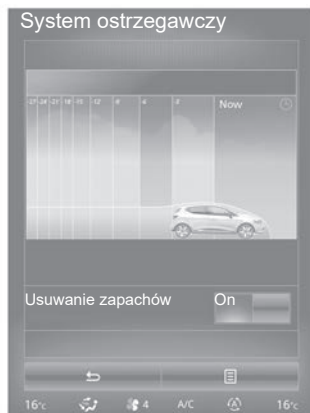 System ostrzegawczy
-27 -24 -21 -18 -15 -12 -9 -6 -3 Now
Usuwanie zapachów On
16°c 4 A/C 16°c